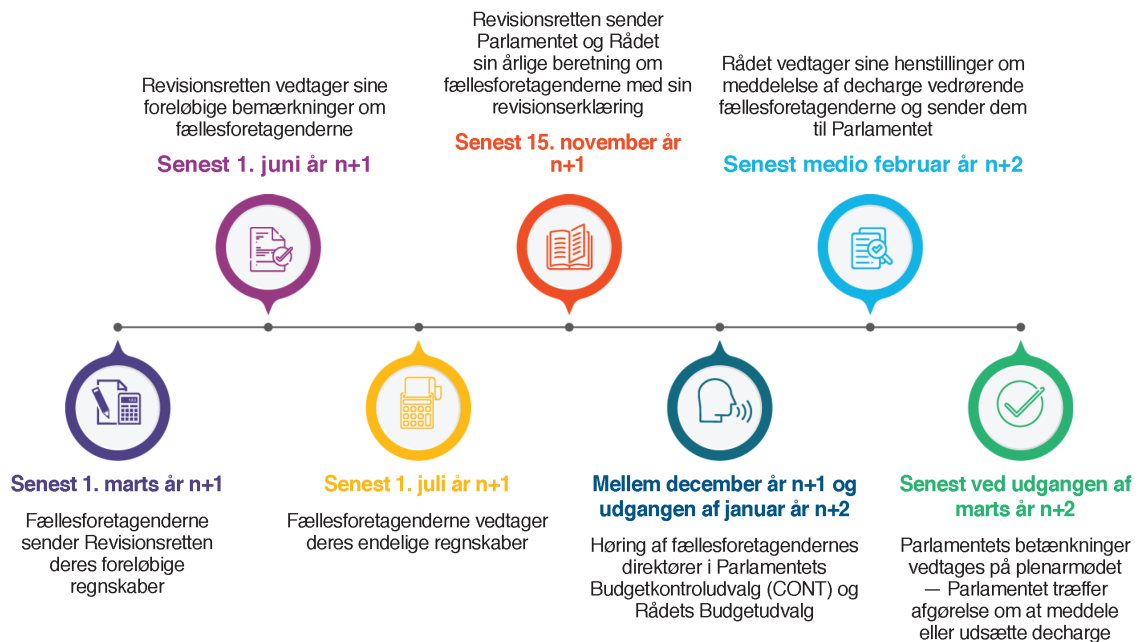 Revisionsretten vedtager sine
foreløbige bemærkninger om
fællesforetagenderne
Senest 1. juni år n+1
Revisionsretten sender
Parlamentet og Rådet
sin årlige beretning om
fællesforetagenderne med sin
revisionserklæring
Senest 15. november år
n+1
Rådet vedtager sine henstillinger om
meddelelse af decharge vedrørende
fællesforetagenderne og sender dem
til Parlamentet
Senest medio februar år n+2
Senest 1. marts år n+1
Fællesforetagenderne
sender Revisionsretten
deres foreløbige
regnskaber
Senest 1. juli år n+1
Fællesforetagenderne vedtager
deres endelige regnskaber
Mellem december år n+1 og
udgangen af januar år n+2
Høring af fællesforetagendernes
direktører i Parlamentets
Budgetkontroludvalg (CONT) og
Rådets Budgetudvalg
Senest ved udgangen af
marts år n+2
Parlamentets betænkninger
vedtages på plenarmødet
— Parlamentet træffer
afgørelse om at meddele
eller udsætte decharge